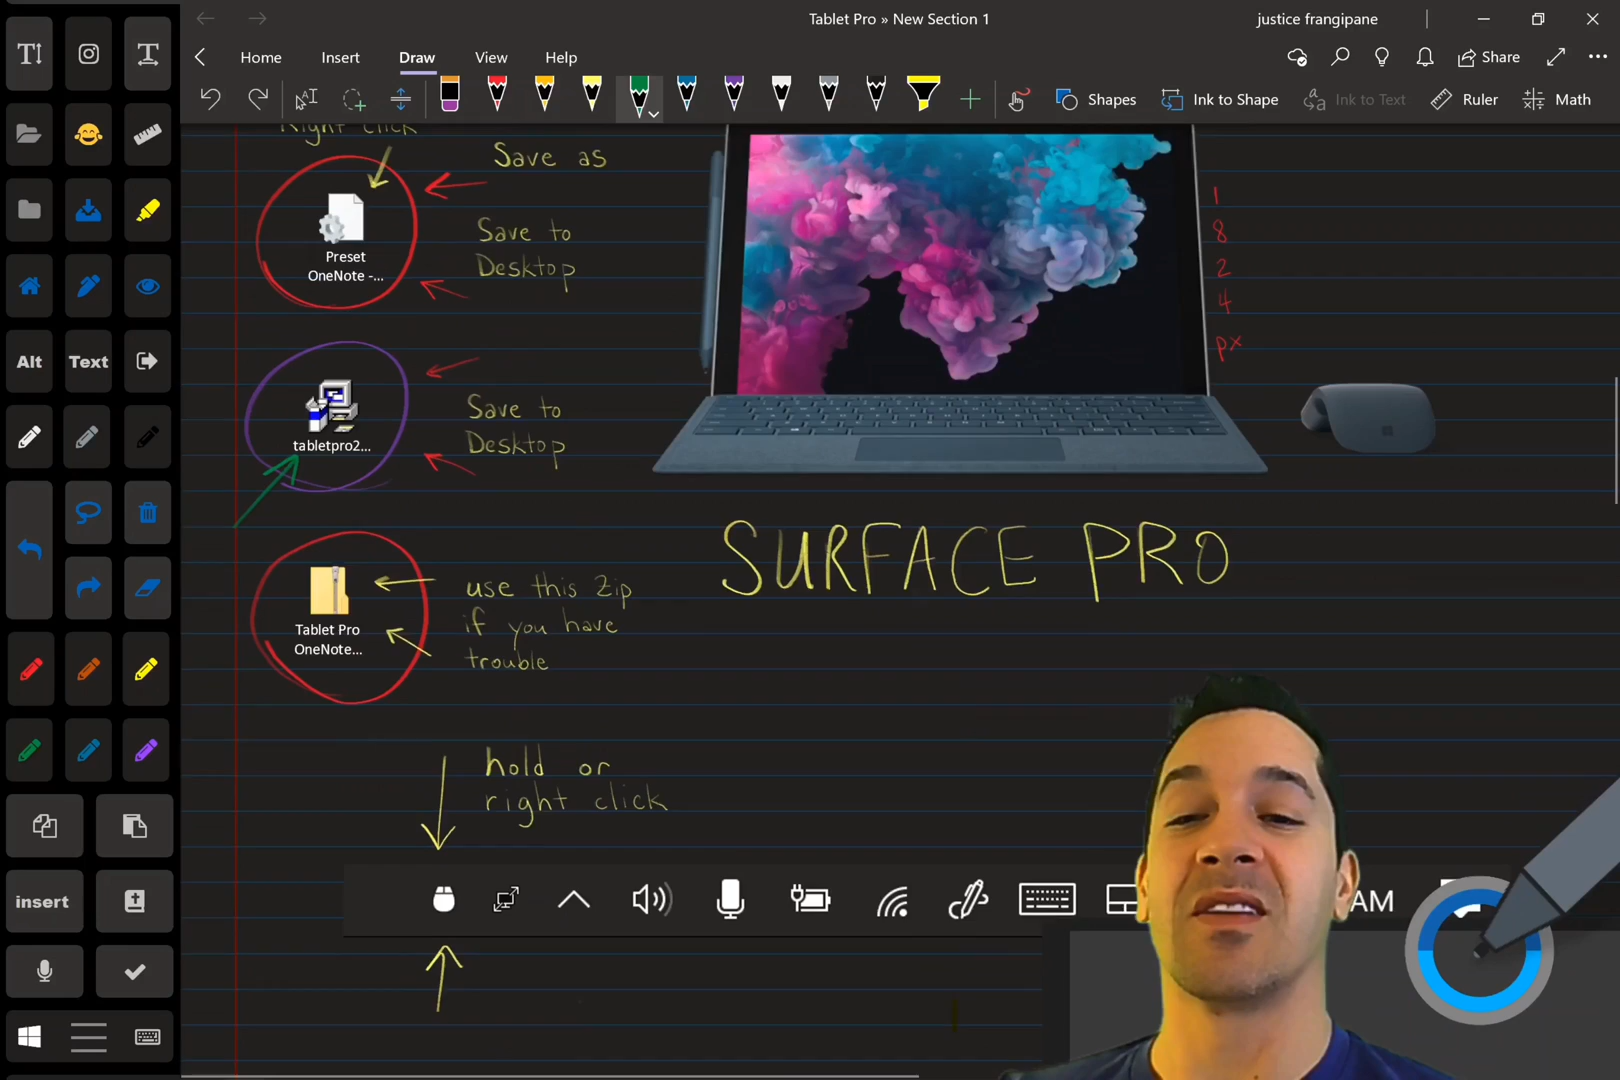 Tablet Pro » New Section 1
justice frangipane
Home
Insert
Draw
View
Help
Share
Shapes
Ink to Shape
Ink to Text
Ruler
Math
Alt
Text
insert
Right click
Save as
Preset
OneNote -...
Save to
Desktop
tabletpro2...
Save to
Desktop
Tablet Pro
OneNote...
use this Zip
if you have
trouble
1
8
2
4
px
SURFACE PRO
hold or
right click
AM